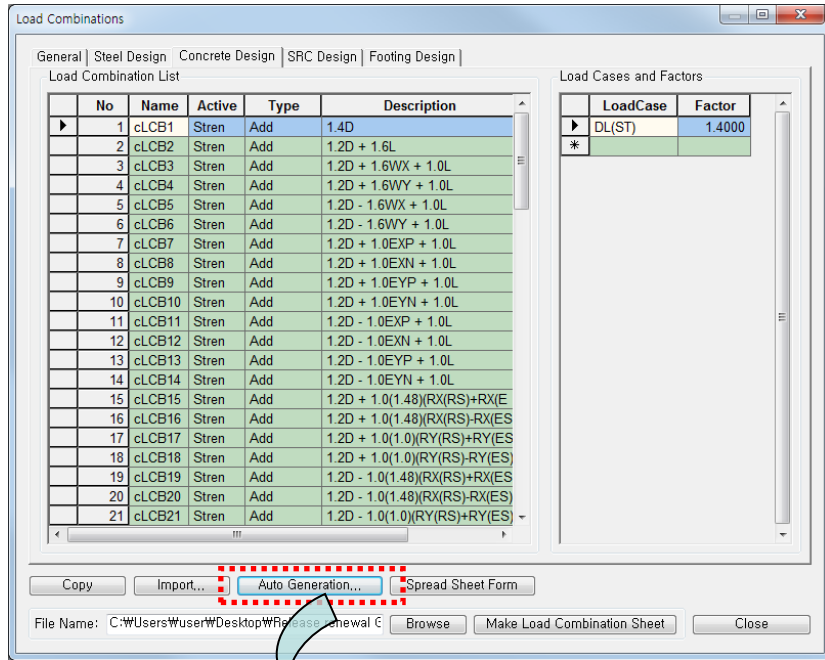 Load Combinations
General | Steel Design | Concrete Design | SRC Design | Footing Design |
Load Combination List
No Name Active Type Description
1 cLCB1 Stren Add 1.4D
2 cLCB2 Stren Add 1.2D + 1.6L
3 cLCB3 Stren Add 1.2D + 1.6WX + 1.0L
4 cLCB4 Stren Add 1.2D + 1.6WY + 1.0L
5 cLCB5 Stren Add 1.2D - 1.6WX + 1.0L
6 cLCB6 Stren Add 1.2D - 1.6WY + 1.0L
7 cLCB7 Stren Add 1.2D + 1.0EXP + 1.0L
8 cLCB8 Stren Add 1.2D + 1.0EXN + 1.0L
9 cLCB9 Stren Add 1.2D + 1.0EYP + 1.0L
10 cLCB10 Stren Add 1.2D + 1.0EYN + 1.0L
11 cLCB11 Stren Add 1.2D - 1.0EXP + 1.0L
12 cLCB12 Stren Add 1.2D - 1.0EXN + 1.0L
13 cLCB13 Stren Add 1.2D - 1.0EYP + 1.0L
14 cLCB14 Stren Add 1.2D - 1.0EYN + 1.0L
15 cLCB15 Stren Add 1.2D + 1.0(1.48)(RX(RS)+RX(E
16 cLCB16 Stren Add 1.2D + 1.0(1.48)(RX(RS)-RX(ES
17 cLCB17 Stren Add 1.2D + 1.0(1.0)(RY(RS)+RY(ES
18 cLCB18 Stren Add 1.2D + 1.0(1.0)(RY(RS)-RY(ES)
19 cLCB19 Stren Add 1.2D - 1.0(1.48)(RX(RS)+RX(ES
20 cLCB20 Stren Add 1.2D - 1.0(1.48)(RX(RS)-RX(ES)
21 cLCB21 Stren Add 1.2D - 1.0(1.0)(RY(RS)+RY(ES)
Load Cases and Factors
LoadCase Factor
DL(ST) 1.4000
*
Copy Import,,, Auto Generation,,, Spread Sheet Form
File Name: C:₩Users₩user₩Desktop₩Release renewal G Browse Make Load Combination Sheet Close